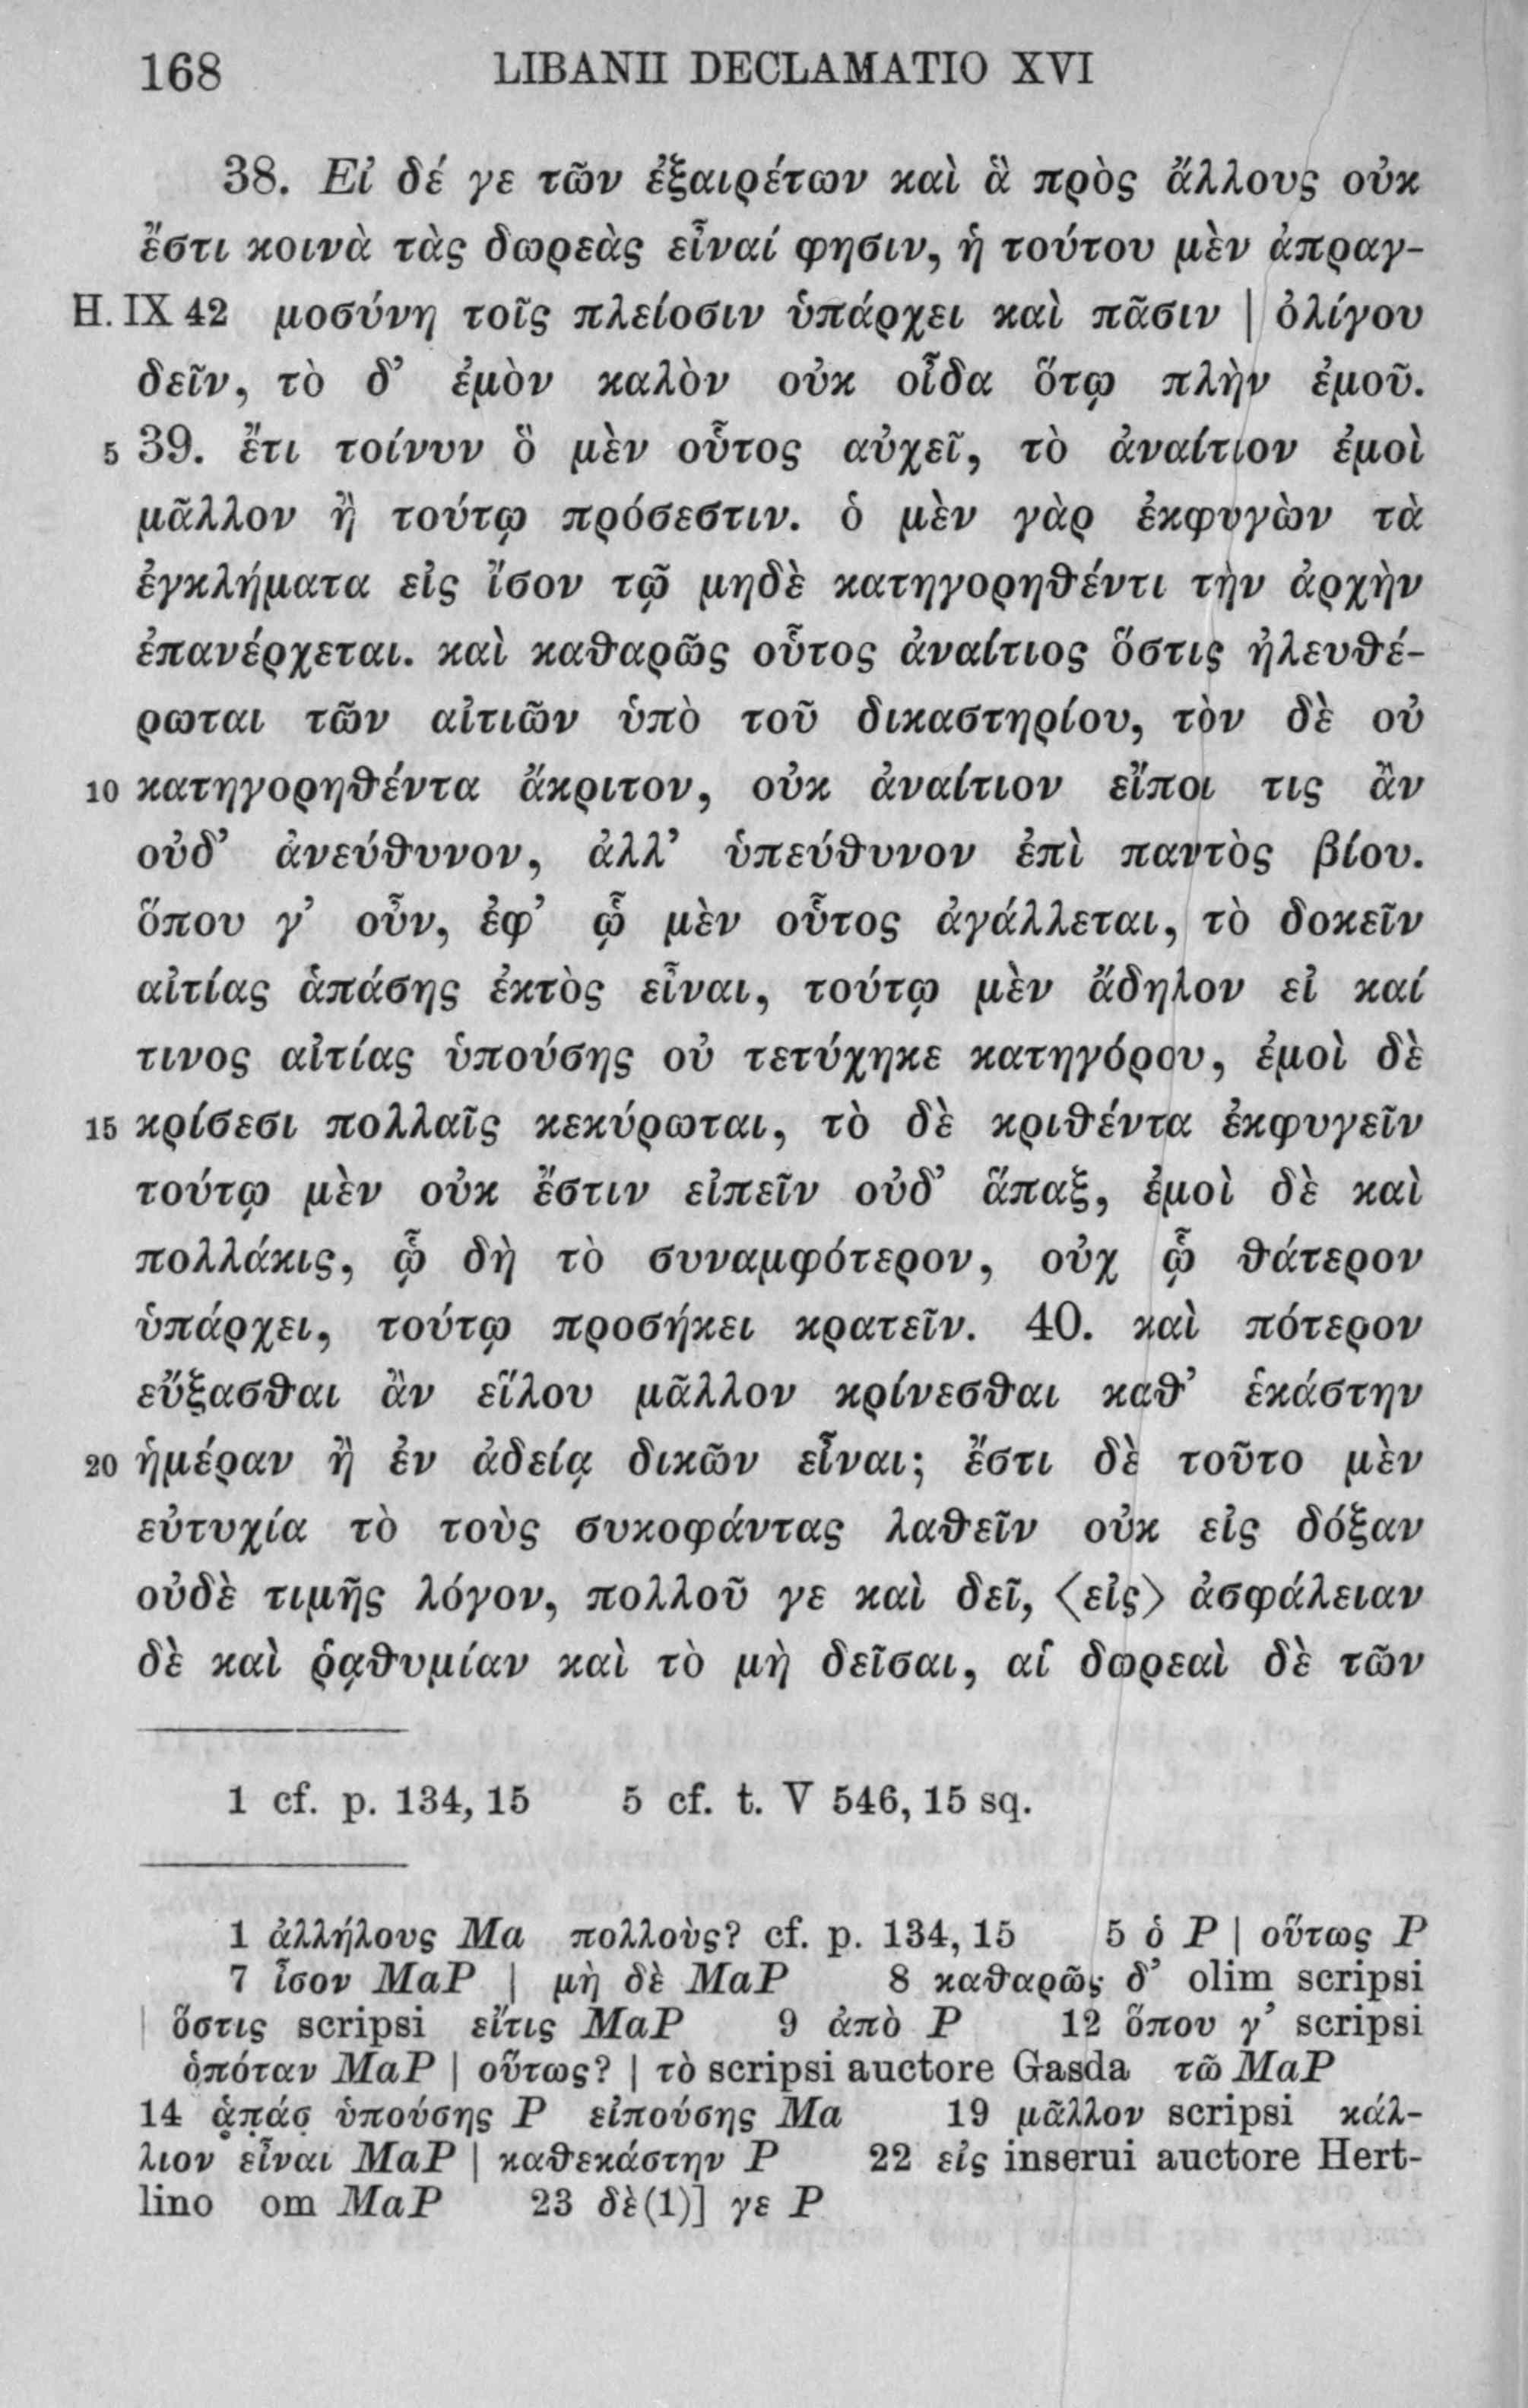 168 LIBANII DECLAMATIO XVI
38. Εἰ δέ γε τῶν ἐξαιρέτων καὶ ἃ πρὸς ἄλλους οὐκ
ἔστι κοινὰ τὰς δωρεὰς εἶναί φησιν, ἡ τούτου μὲν ἀπραγ-
H. IX 42 μοσύνη τοῖς πλείοσιν ὑπάρχει καὶ πᾶσιν | ὀλίγου
δεῖν, τὸ δ’ ἐμὸν καλὸν οὐκ οἶδα ὅτῳ πλὴν ἐμοῦ.
5 39. ἔτι τοίνυν ὃ μὲν οὗτος αὐχεῖ, τὸ ἀναίτιον ἐμοὶ
μᾶλλον ἢ τούτῳ πρόσεστιν. ὁ μὲν γὰρ ἐκφυγὼν τὰ
ἐγκλήματα εἰς ἴσον τῷ μηδὲ κατηγορηθέντι τὴν ἀρχὴν
ἐπανέρχεται. καὶ καθαρῶς οὗτος ἀναίτιος ὅστις ἠλευθέ-
ρωται τῶν αἰτιῶν ὑπὸ τοῦ δικαστηρίου, τὸν δὲ οὐ
10 κατηγορηθέντα ἄκριτον, οὐκ ἀναίτιον εἴποι τις ἂν
οὐδ’ ἀνεύθυνον, ἀλλ’ ὑπεύθυνον ἐπὶ παντὸς βίου.
ὅπου γ’ οὖν, ἐφ’ ᾧ μὲν οὗτος ἀγάλλεται, τὸ δοκεῖν
αἰτίας ἁπάσης ἐκτὸς εἶναι, τούτῳ μὲν ἄδηλον εἰ καί
τινος αἰτίας ὑπούσης οὐ τετύχηκε κατηγόρου, ἐμοὶ δὲ
15 κρίσεσι πολλαῖς κεκύρωται, τὸ δὲ κριθέντα ἐκφυγεῖν
τούτῳ μὲν οὐκ ἔστιν εἰπεῖν οὐδ’ ἅπαξ, ἐμοὶ δὲ καὶ
πολλάκις, ᾧ δὴ τὸ συναμφότερον, οὐχ ᾧ θάτερον
ὑπάρχει, τούτῳ προσήκει κρατεῖν. 40. καὶ πότερον
εὔξασθαι ἂν εἵλου μᾶλλον κρίνεσθαι καθ’ ἑκάστην
20 ἡμέραν ἢ ἐν ἀδείᾳ δικῶν εἶναι; ἔστι δὲ τοῦτο μὲν
εὐτυχία τὸ τοὺς συκοφάντας λαθεῖν οὐκ εἰς δόξαν
οὐδὲ τιμῆς λόγον, πολλοῦ γε καὶ δεῖ, ⟨εἰς⟩ ἀσφάλειαν
δὲ καὶ ῥᾳθυμίαν καὶ τὸ μὴ δεῖσαι, αἱ δωρεαὶ δὲ τῶν
1 cf. p. 134, 15 5 cf. t. V 546, 15 sq.
1 ἀλλήλους Ma πολλοὺς? cf. p. 134, 15 5 ὁ P | οὕτως P
7 ἶσον MaP | μὴ δὲ MaP 8 καθαρῶς δ’ olim scripsi
| ὅστις scripsi εἴτις MaP 9 ἀπὸ P 12 ὅπου γ’ scripsi
ὁπόταν MaP | οὕτως? | τὸ scripsi auctore Gasda τῶ MaP
14 ἁπάσ ὑπούσης P εἰπούσης Ma 19 μᾶλλον scripsi κάλ-
λιον εἶναι MaP | καθεκάστην P 22 εἰς inserui auctore Hert-
lino om MaP 23 δὲ(1)] γε P